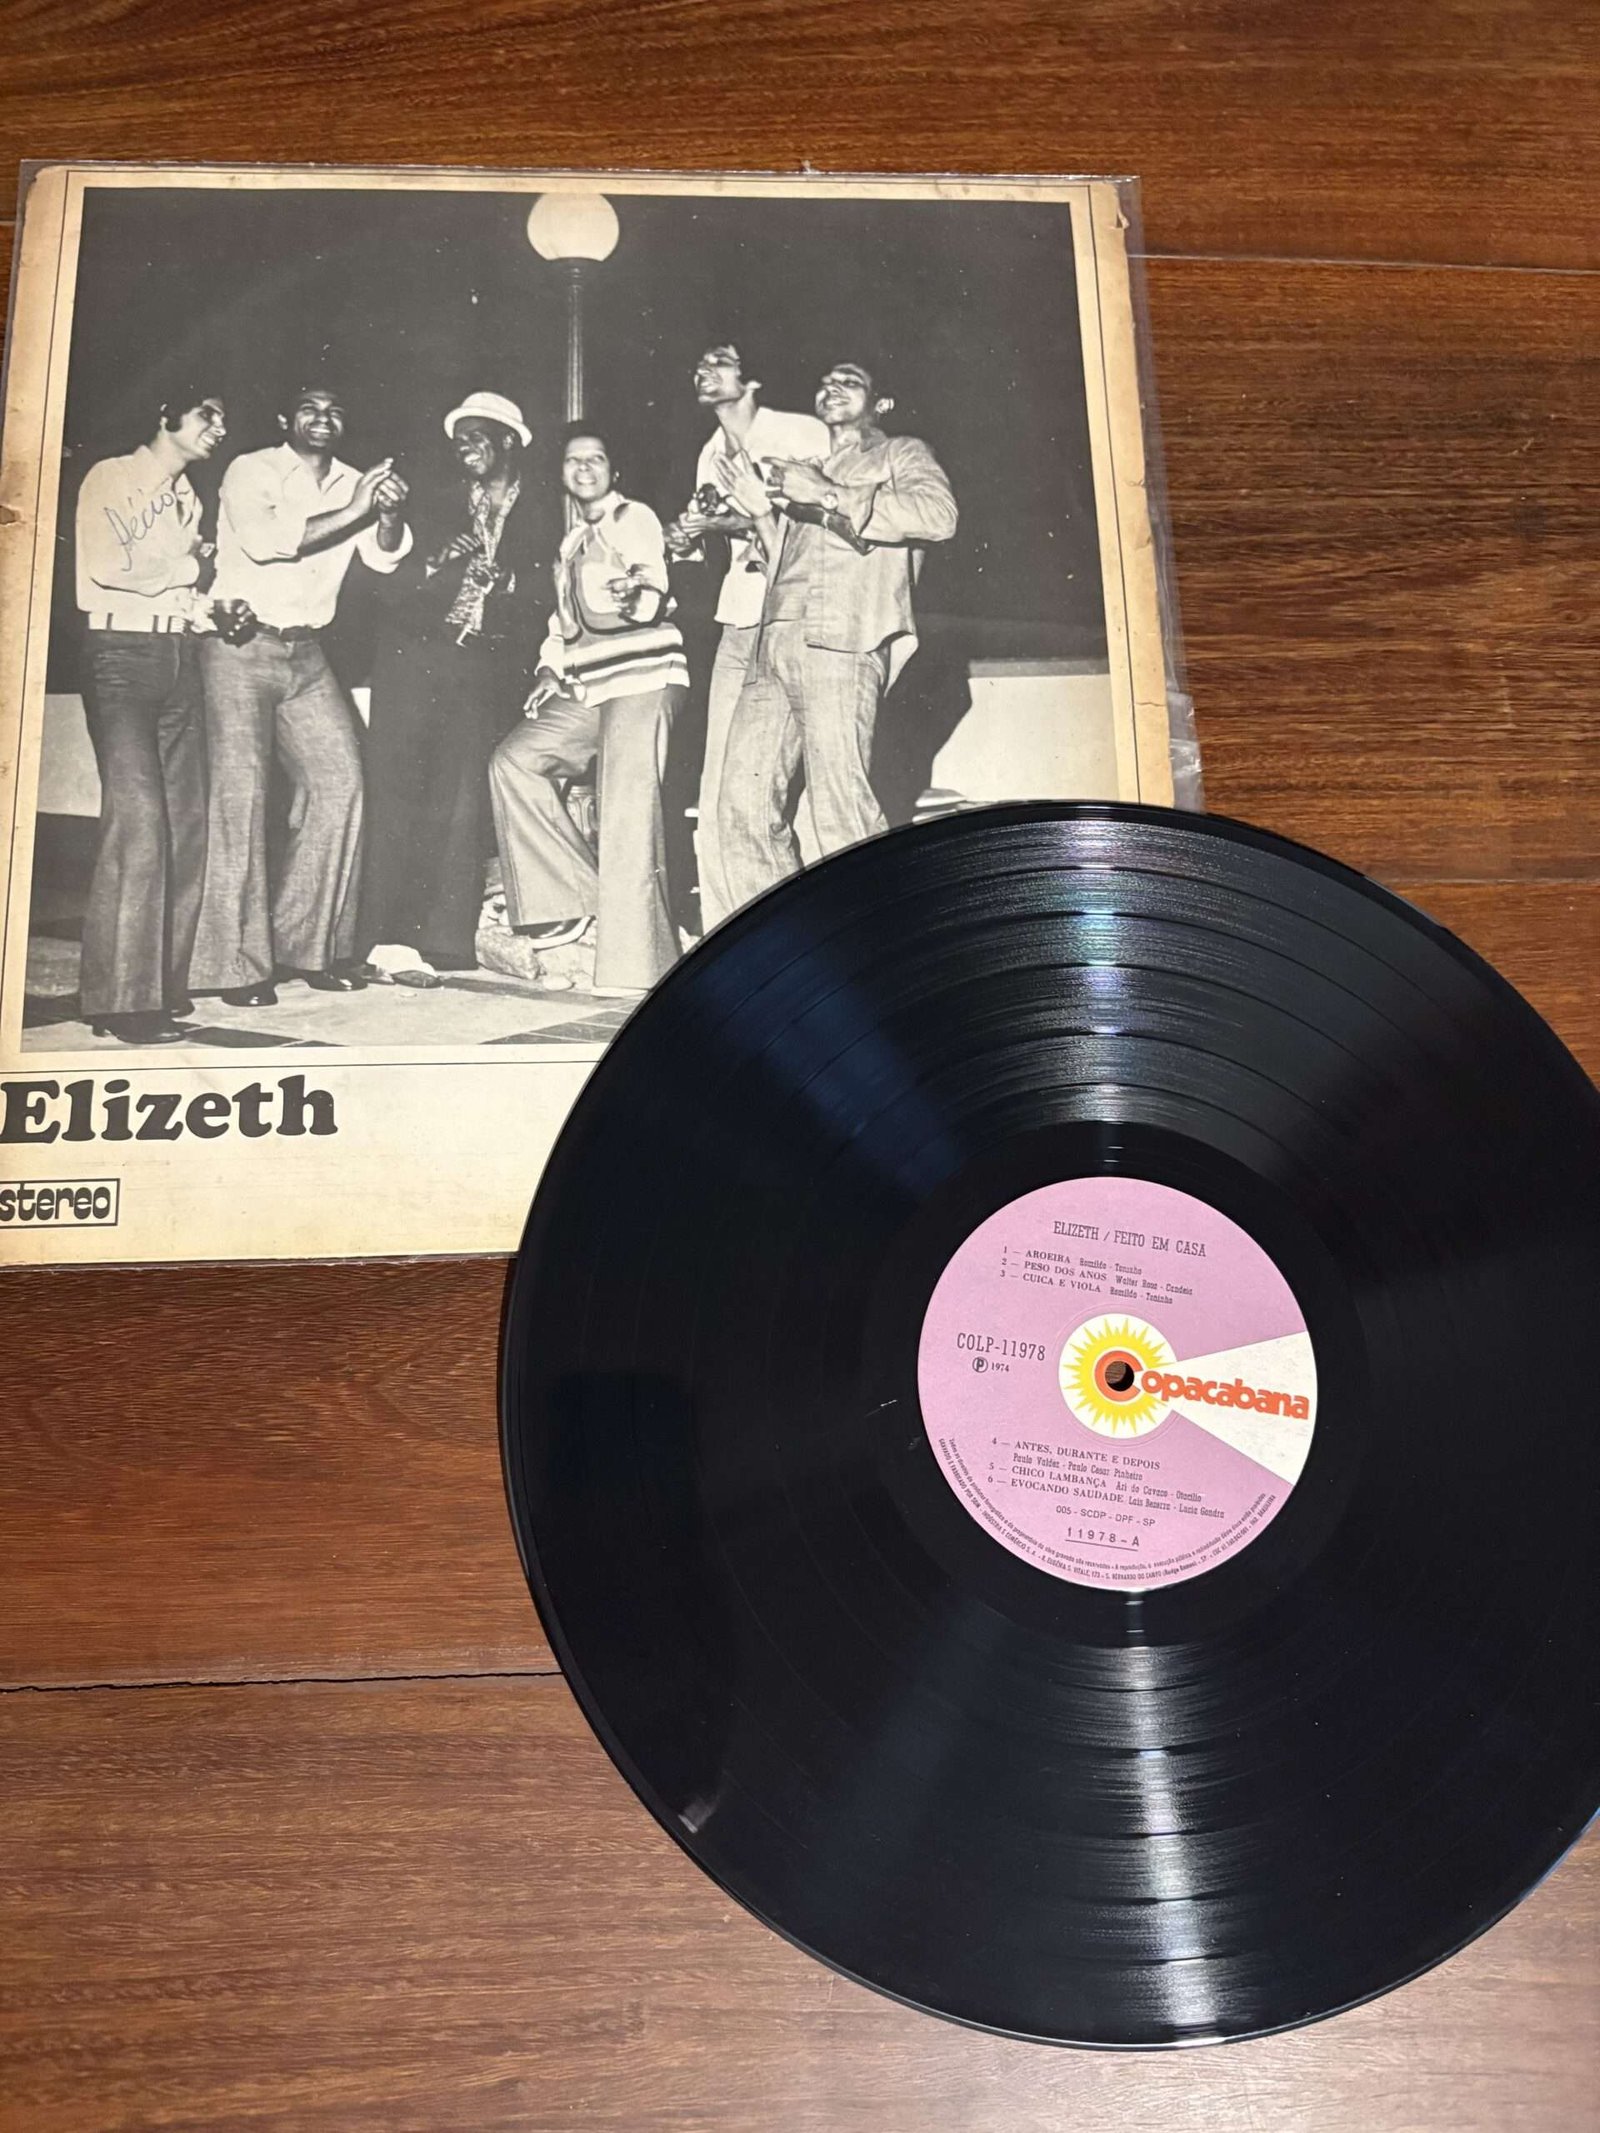 Décio
Elizeth
stereo
ELIZETH / FEITO EM CASA
1 — AROEIRA Romildo - Toninho
2 — PESO DOS ANOS Walter Rosa - Candeia
3 — CUICA E VIOLA Romildo - Toninho
COLP-11978
Ⓟ 1974
Copacabana
4 — ANTES, DURANTE E DEPOIS
Paulo Valdez - Paulo Cesar Pinheiro
5 — CHICO LAMBANÇA Ari do Cavaco - Otacilio
6 — EVOCANDO SAUDADE Lais Bezerra - Lucia Gondra
005 - SCDP - DPF - SP
11978-A